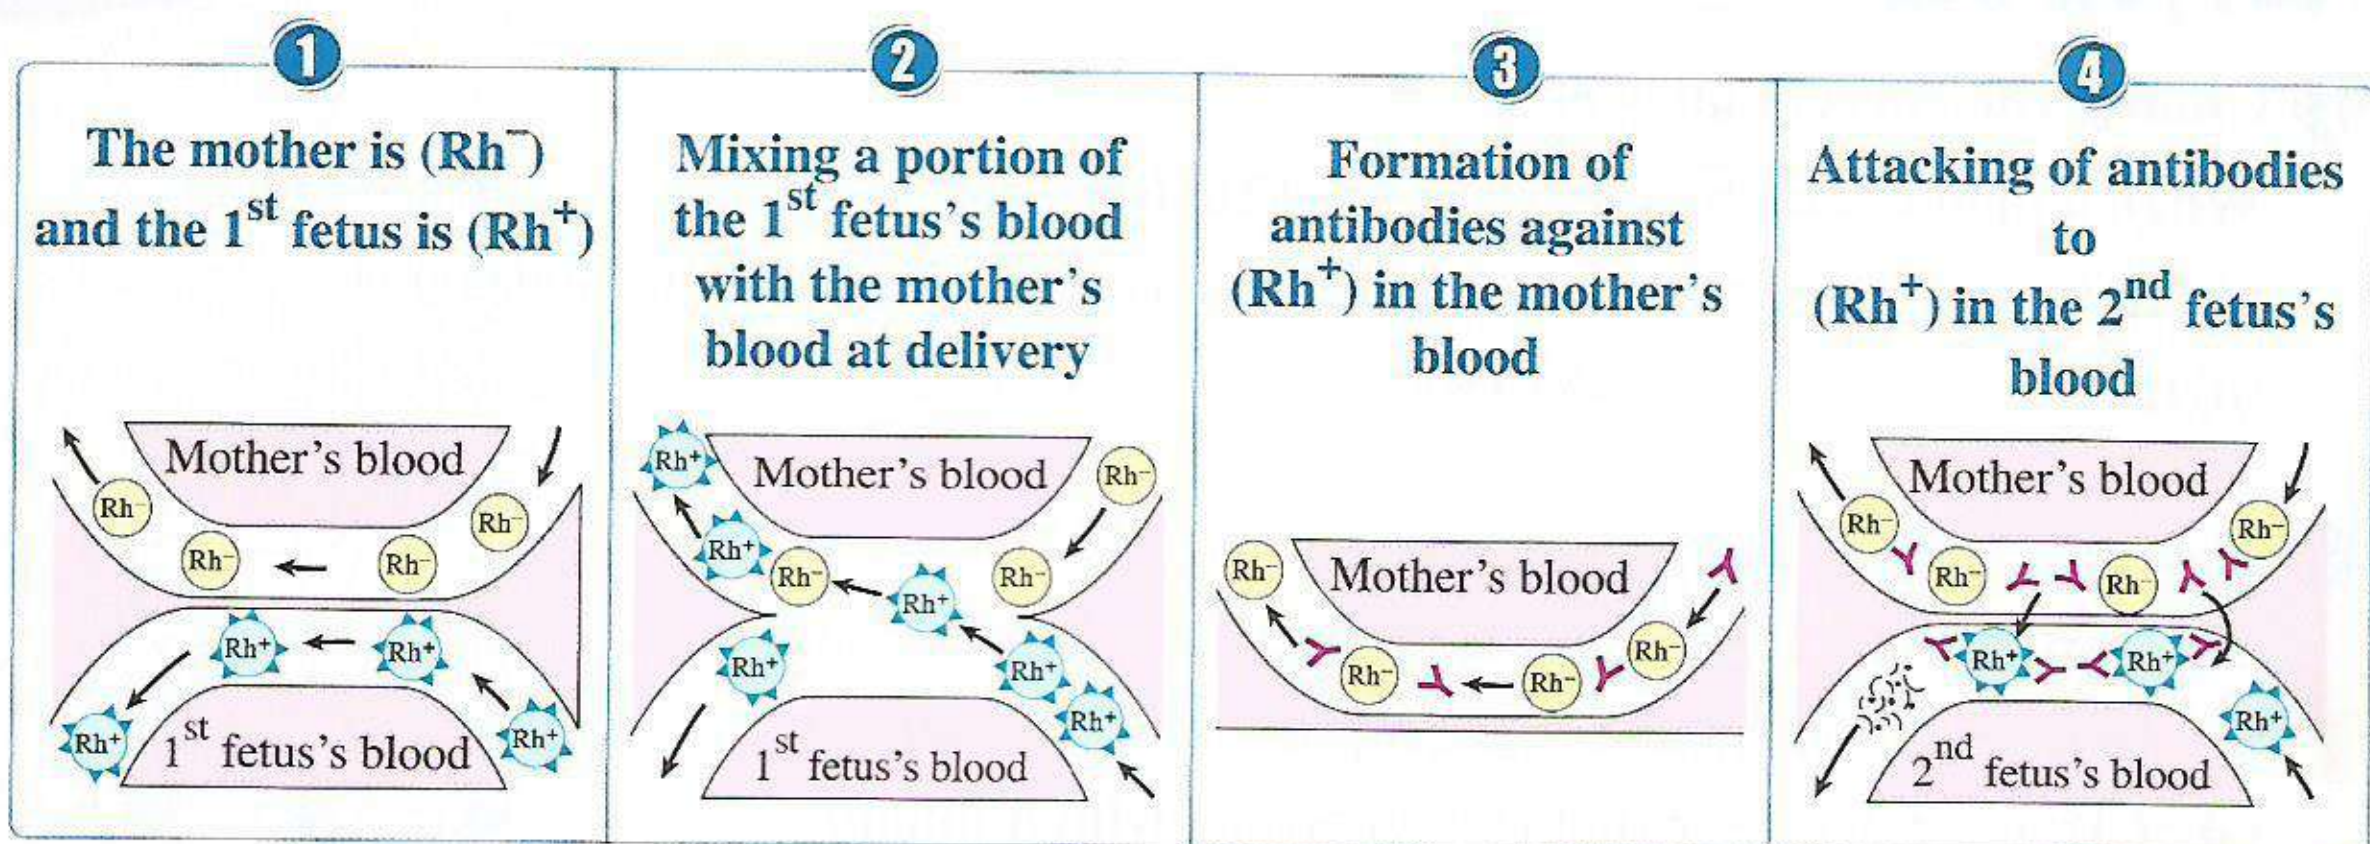 1
The mother is (Rh⁻)
and the 1st fetus is (Rh⁺)
Mother's blood
Rh⁻
Rh⁻
Rh⁻
Rh⁻
Rh⁺
Rh⁺
Rh⁺
Rh⁺
1st fetus's blood
2
Mixing a portion of
the 1st fetus's blood
with the mother's
blood at delivery
Rh⁺
Mother's blood
Rh⁻
Rh⁺
Rh⁻
Rh⁻
Rh⁺
Rh⁺
Rh⁺
Rh⁺
1st fetus's blood
3
Formation of
antibodies against
(Rh⁺) in the mother's
blood
Rh⁻
Mother's blood
Rh⁻
Rh⁻
Rh⁻
4
Attacking of antibodies
to
(Rh⁺) in the 2nd fetus's
blood
Mother's blood
Rh⁻
Rh⁻
Rh⁻
Rh⁻
Rh⁺
Rh⁺
Rh⁺
2nd fetus's blood